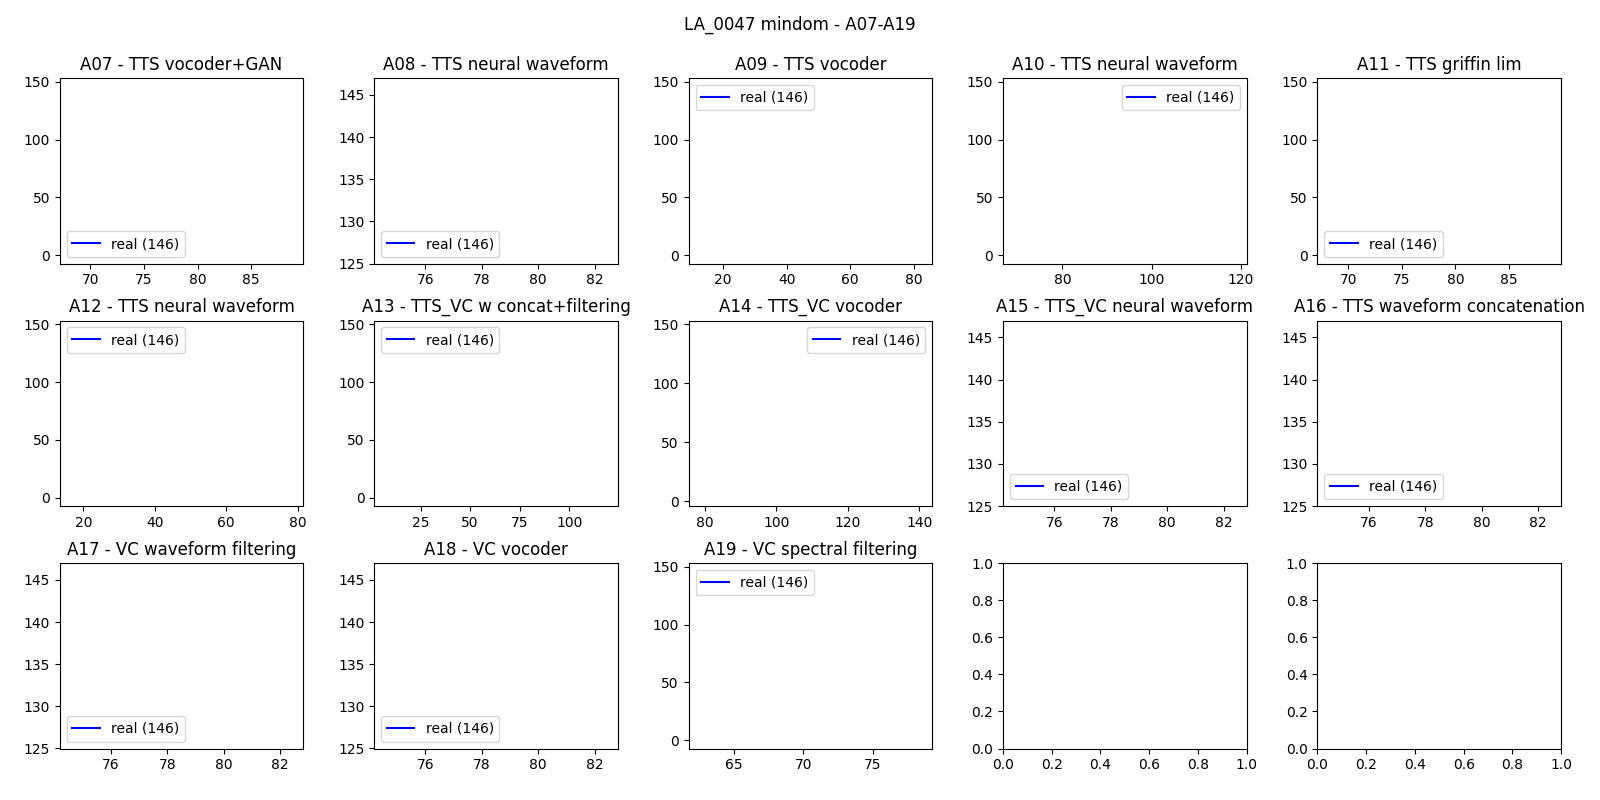 LA_0047 mindom - A07-A19
A07 - TTS vocoder+GAN
A08 - TTS neural waveform
A09 - TTS vocoder
A10 - TTS neural waveform
A11 - TTS griffin lim
150
100
50
0
real (146)
70 75 80 85
145
140
135
130
125
real (146)
76 78 80 82
150
100
50
0
real (146)
20 40 60 80
150
100
50
0
real (146)
80 100 120
150
100
50
0
real (146)
70 75 80 85
A12 - TTS neural waveform
A13 - TTS_VC w concat+filtering
A14 - TTS_VC vocoder
A15 - TTS_VC neural waveform
A16 - TTS waveform concatenation
150
100
50
0
real (146)
20 40 60 80
150
100
50
0
real (146)
25 50 75 100
150
100
50
0
real (146)
80 100 120 140
145
140
135
130
125
real (146)
76 78 80 82
145
140
135
130
125
real (146)
76 78 80 82
A17 - VC waveform filtering
A18 - VC vocoder
A19 - VC spectral filtering
145
140
135
130
125
real (146)
76 78 80 82
145
140
135
130
125
real (146)
76 78 80 82
150
100
50
0
real (146)
65 70 75
1.0
0.8
0.6
0.4
0.2
0.0
0.0 0.2 0.4 0.6 0.8 1.0
1.0
0.8
0.6
0.4
0.2
0.0
0.0 0.2 0.4 0.6 0.8 1.0